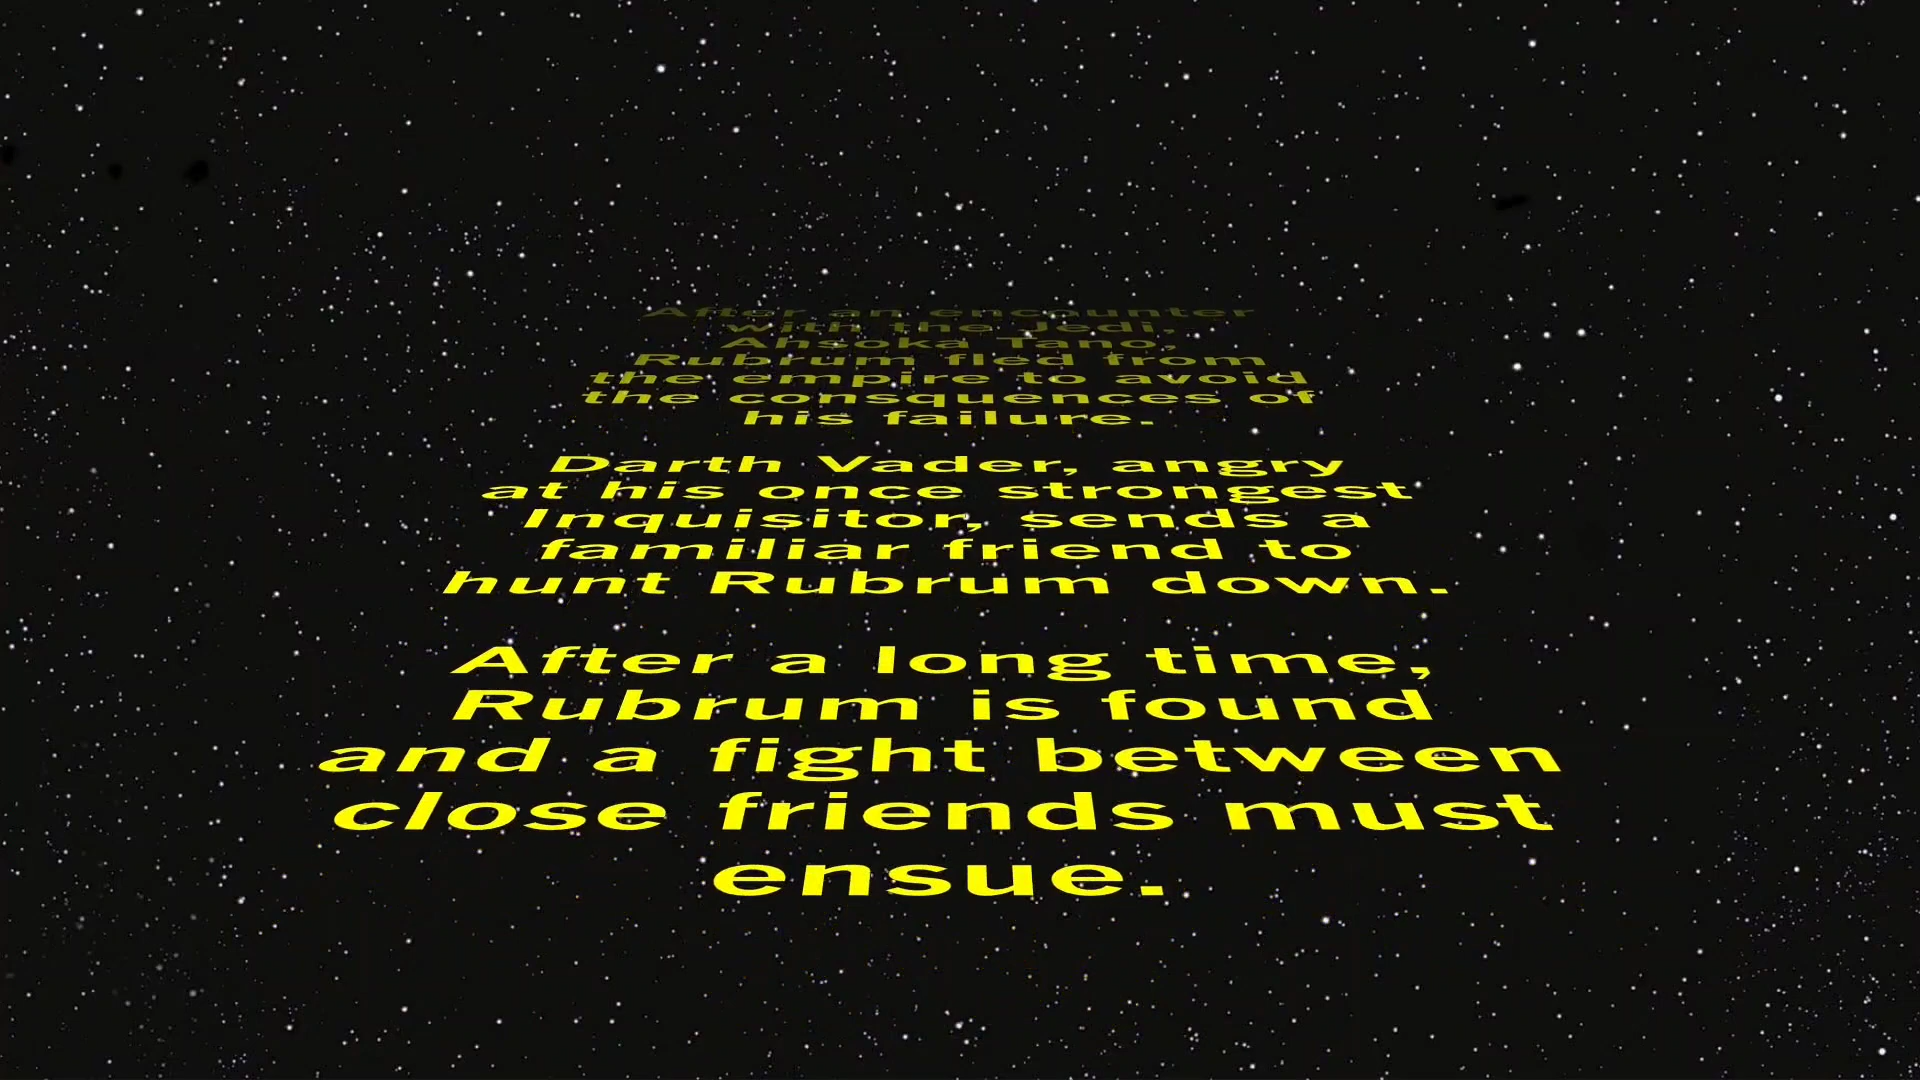 After an encounter
with the Jedi,
Ahsoka Tano,
Rubrum fled from
the empire to avoid
the consquences of
his failure.
Darth Vader, angry
at his once strongest
Inquisitor, sends a
familiar friend to
hunt Rubrum down.
After a long time,
Rubrum is found
and a fight between
close friends must
ensue.